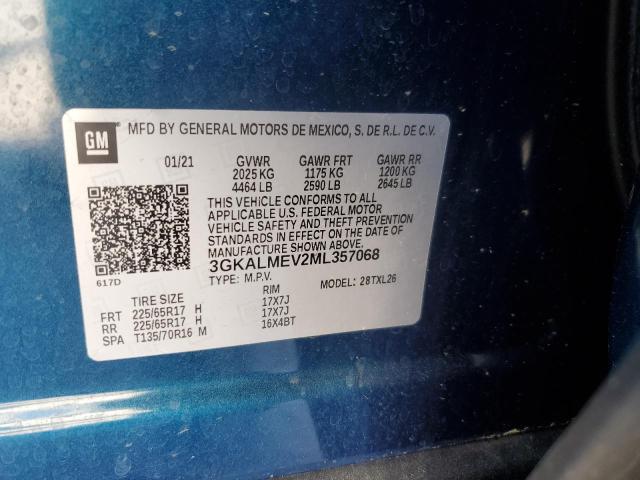 GM
MFD BY GENERAL MOTORS DE MEXICO, S. DE R.L. DE C.V.
01/21 GVWR GAWR FRT GAWR RR
2025 KG 1175 KG 1200 KG
4464 LB 2590 LB 2645 LB
THIS VEHICLE CONFORMS TO ALL
APPLICABLE U.S. FEDERAL MOTOR
VEHICLE SAFETY AND THEFT PREVENTION
STANDARDS IN EFFECT ON THE DATE OF
MANUFACTURE SHOWN ABOVE.
3GKALMEV2ML357068
617D TYPE: M.P.V. MODEL: 28TXL26
TIRE SIZE RIM
FRT 225/65R17 H 17X7J
RR 225/65R17 H 17X7J
SPA T135/70R16 M 16X4BT